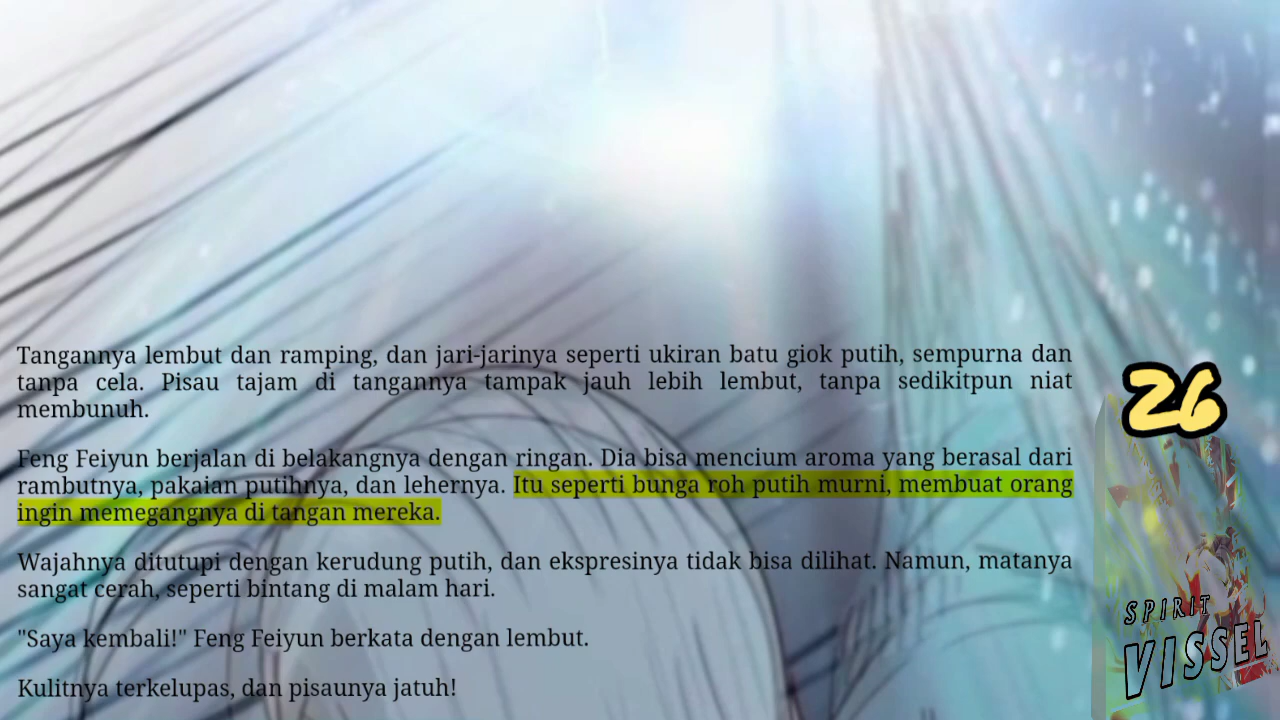 Tangannya lembut dan ramping, dan jari-jarinya seperti ukiran batu giok putih, sempurna dan
tanpa cela. Pisau tajam di tangannya tampak jauh lebih lembut, tanpa sedikitpun niat
membunuh.
Feng Feiyun berjalan di belakangnya dengan ringan. Dia bisa mencium aroma yang berasal dari
rambutnya, pakaian putihnya, dan lehernya. Itu seperti bunga roh putih murni, membuat orang
ingin memegangnya di tangan mereka.
Wajahnya ditutupi dengan kerudung putih, dan ekspresinya tidak bisa dilihat. Namun, matanya
sangat cerah, seperti bintang di malam hari.
"Saya kembali!" Feng Feiyun berkata dengan lembut.
Kulitnya terkelupas, dan pisaunya jatuh!
26
SPIRIT
VISSEL